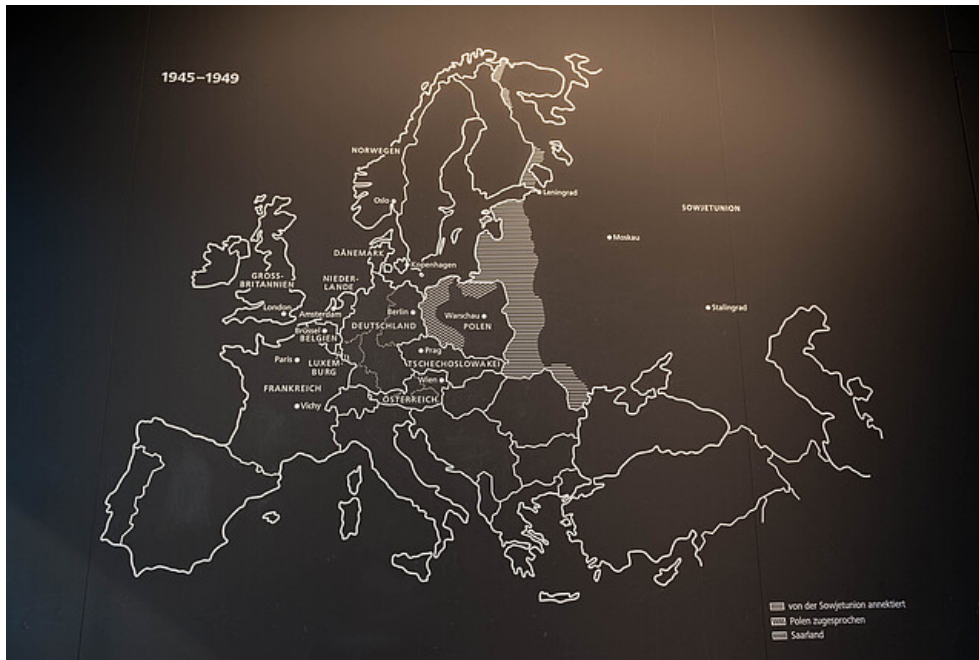 1945–1949
NORWEGEN
Oslo
Leningrad
SOWJETUNION
Moskau
DÄNEMARK
Kopenhagen
GROSS-
BRITANNIEN
NIEDER-
LANDE
London
Amsterdam
Berlin
Stalingrad
DEUTSCHLAND
Warschau
POLEN
Brüssel
BELGIEN
Prag
Paris
LUXEM-
BURG
TSCHECHOSLOWAKEI
Wien
FRANKREICH
ÖSTERREICH
Vichy
von der Sowjetunion annektiert
Polen zugesprochen
Saarland